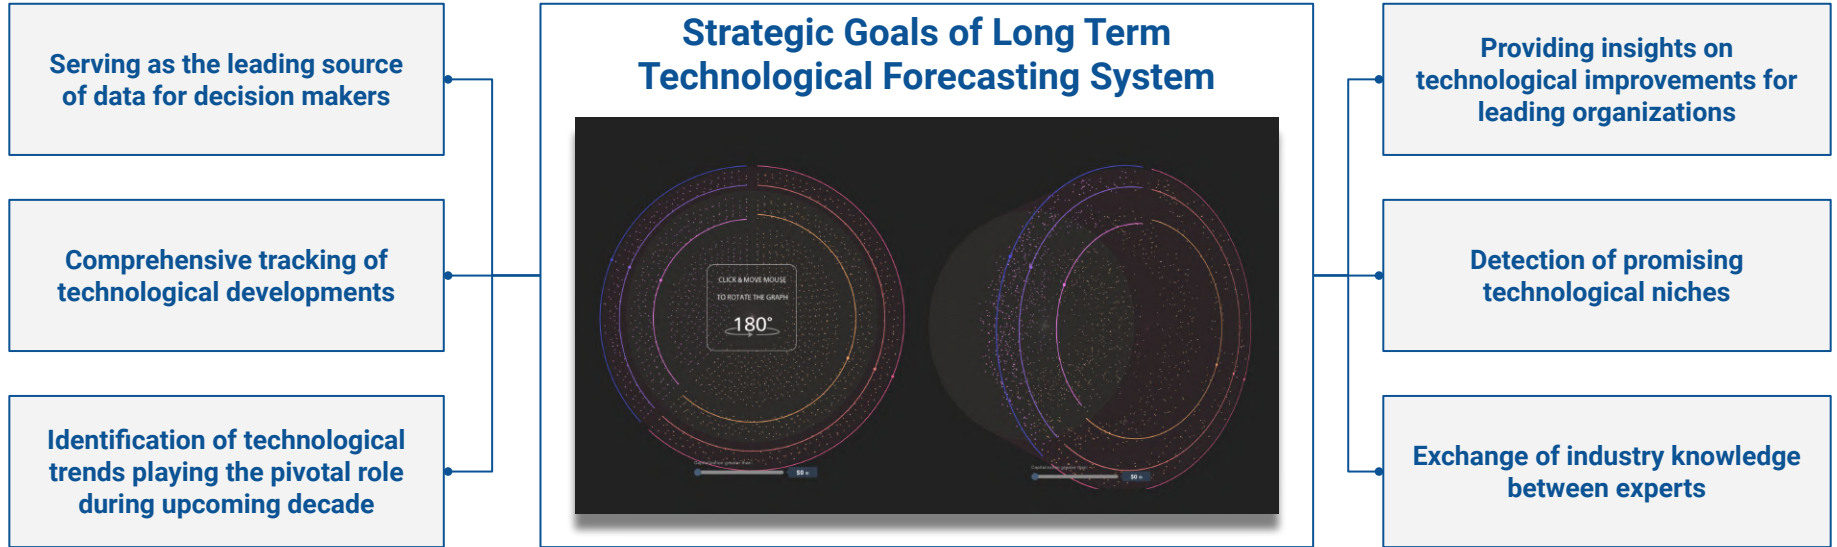 Serving as the leading source
of data for decision makers
Comprehensive tracking of
technological developments
Identification of technological
trends playing the pivotal role
during upcoming decade
Strategic Goals of Long Term
Technological Forecasting System
CLICK & MOVE MOUSE
TO ROTATE THE GRAPH
180°
Providing insights on
technological improvements for
leading organizations
Detection of promising
technological niches
Exchange of industry knowledge
between experts